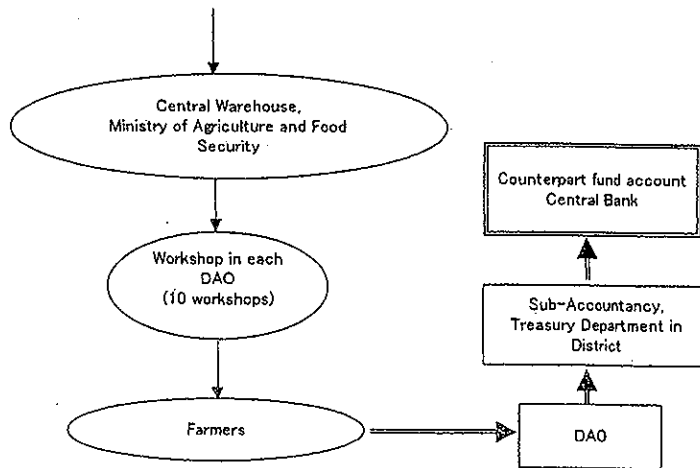 Central Warehouse,
Ministry of Agriculture and Food
Security
Workshop in each
DAO
(10 workshops)
Farmers
DAO
Sub-Accountancy,
Treasury Department in
District
Counterpart fund account
Central Bank